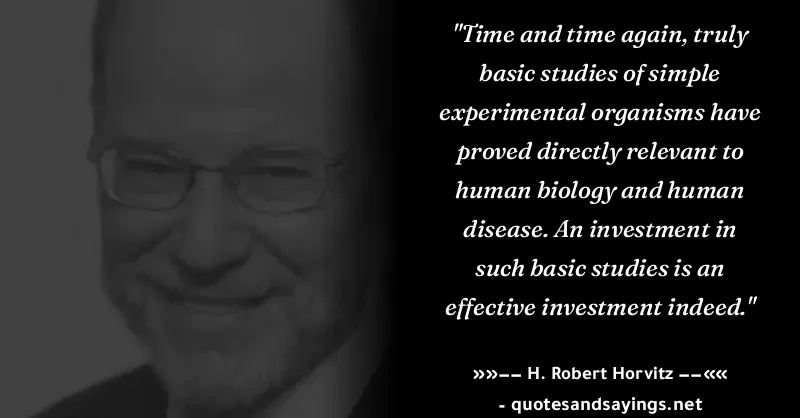 "Time and time again, truly
basic studies of simple
experimental organisms have
proved directly relevant to
human biology and human
disease. An investment in
such basic studies is an
effective investment indeed."
»»−− H. Robert Horvitz −−««
- quotesandsayings.net